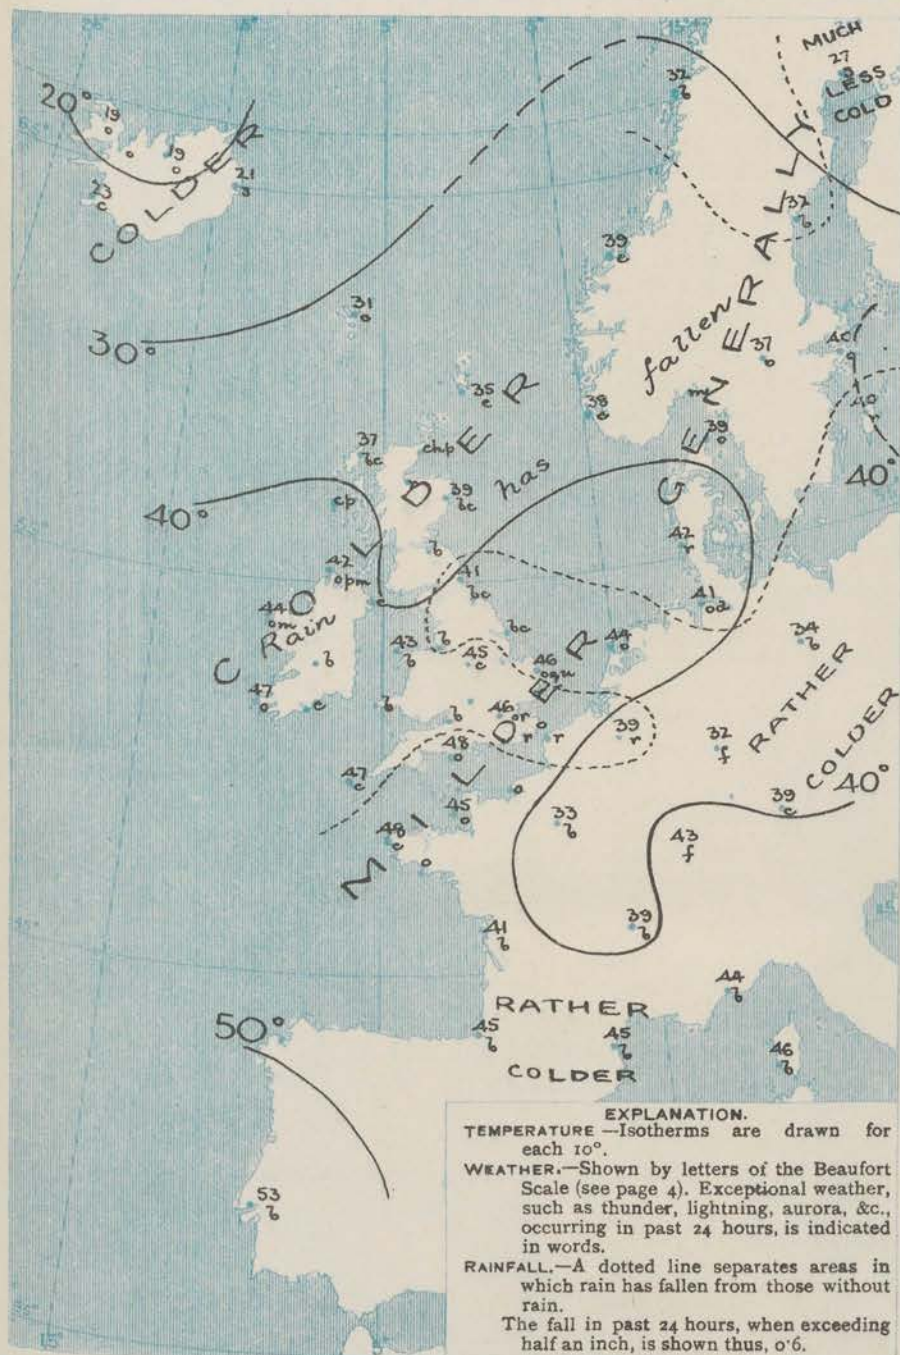 MUCH
27
LESS
COLD
32
b
20°
19
o
19
o
o
23
c
21
s
COLDER
37
b
39
c
31
o
30°
fallen
GENERALLY
37
o
40
q
40
r
35
c
38
c
39
o
37
bc
chp
39
bc
has
40°
40°
cp
b
42
r
42
opm
41
bc
41
od
44
om
Rain
COLDER
b
47
o
c
43
b
b
bc
45
c
46
oqu
44
o
34
b
RATHER
COLDER
b
b
46
or
o
r
r
39
r
32
f
48
o
47
c
45
o
o
MILDER
48
c
o
33
b
39
c
40°
43
f
39
b
41
b
44
b
RATHER
COLDER
45
b
45
b
46
b
50°
53
b
EXPLANATION.
TEMPERATURE—Isotherms are drawn for
each 10°.
WEATHER.—Shown by letters of the Beaufort
Scale (see page 4). Exceptional weather,
such as thunder, lightning, aurora, &c.,
occurring in past 24 hours, is indicated
in words.
RAINFALL.—A dotted line separates areas in
which rain has fallen from those without
rain.
The fall in past 24 hours, when exceeding
half an inch, is shown thus, 0·6.